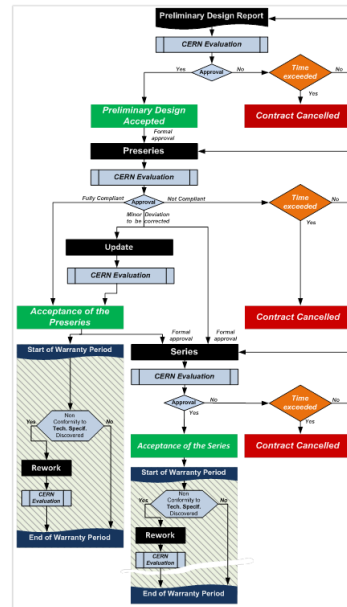 Preliminary Design Report
CERN Evaluation
Yes
Approval
No
Time
exceeded
Yes
Preliminary Design
Accepted
Contract Cancelled
Formal
approval
Preseries
CERN Evaluation
Fully Compliant
Approval
Not Compliant
Time
exceeded
Minor Deviation
to be corrected
Yes
Update
CERN Evaluation
Acceptance of the
Preseries
Contract Cancelled
Formal
approval
Formal
approval
Start of Warranty Period
Series
CERN Evaluation
Non
Conformity to
Tech. Specif.
Discovered
Yes
No
Approval
No
Time
exceeded
Yes
Yes
Rework
Acceptance of the Series
Contract Cancelled
CERN
Evaluation
Start of Warranty Period
Non
Conformity to
Tech. Specif.
Discovered
Yes
No
End of Warranty Period
Rework
CERN
Evaluation
End of Warranty Period